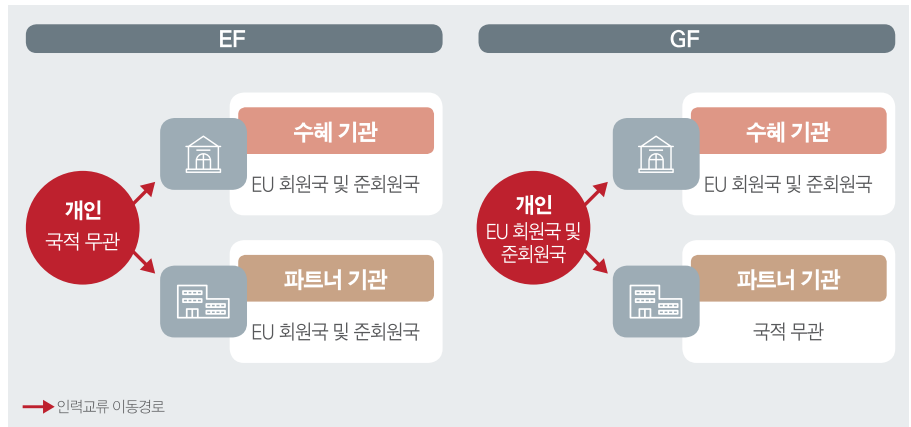 EF
수혜 기관
EU 회원국 및 준회원국
개인
국적 무관
파트너 기관
EU 회원국 및 준회원국
GF
수혜 기관
EU 회원국 및 준회원국
개인
EU 회원국 및
준회원국
파트너 기관
국적 무관
인력교류 이동경로